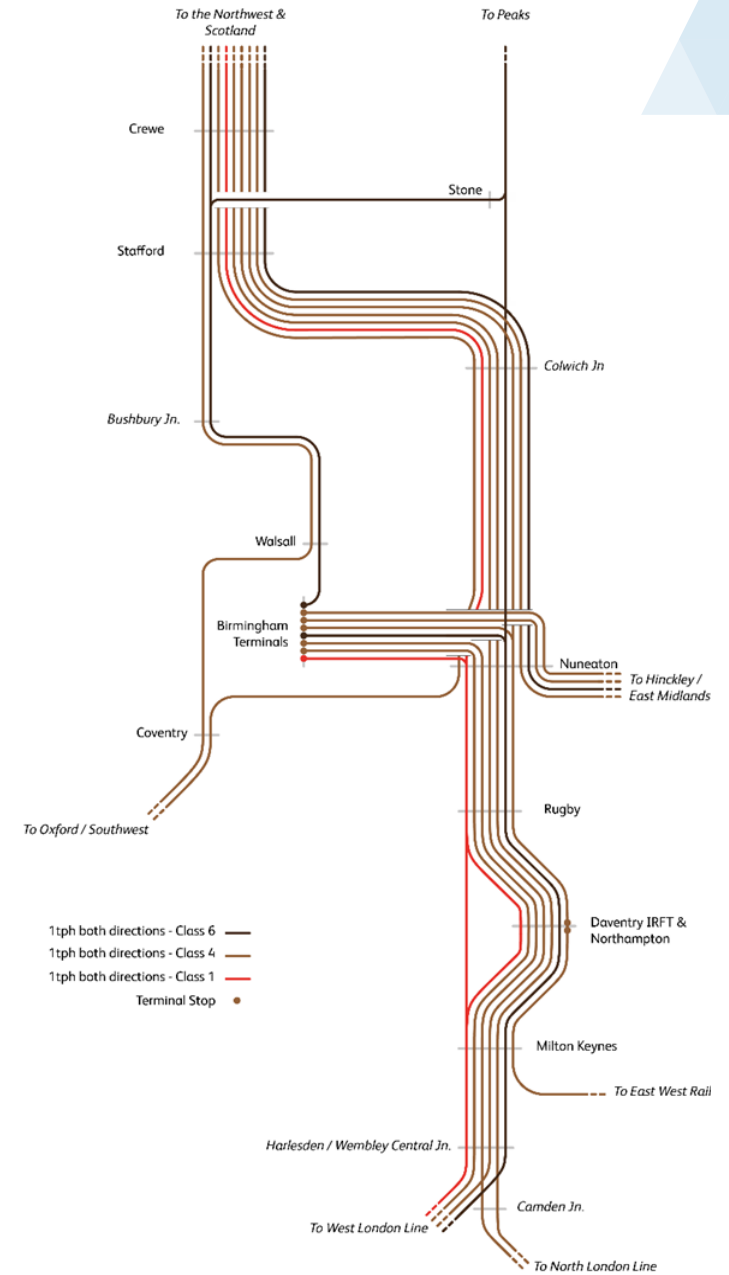 To the Northwest &
Scotland
To Peaks
Crewe
Stone
Stafford
Colwich Jn
Bushbury Jn.
Walsall
Birmingham
Terminals
Nuneaton
To Hinckley /
East Midlands
Coventry
Rugby
To Oxford / Southwest
Daventry IRFT &
Northampton
1tph both directions - Class 6
1tph both directions - Class 4
1tph both directions - Class 1
Terminal Stop
Milton Keynes
To East West Rail
Harlesden / Wembley Central Jn.
Camden Jn.
To West London Line
To North London Line